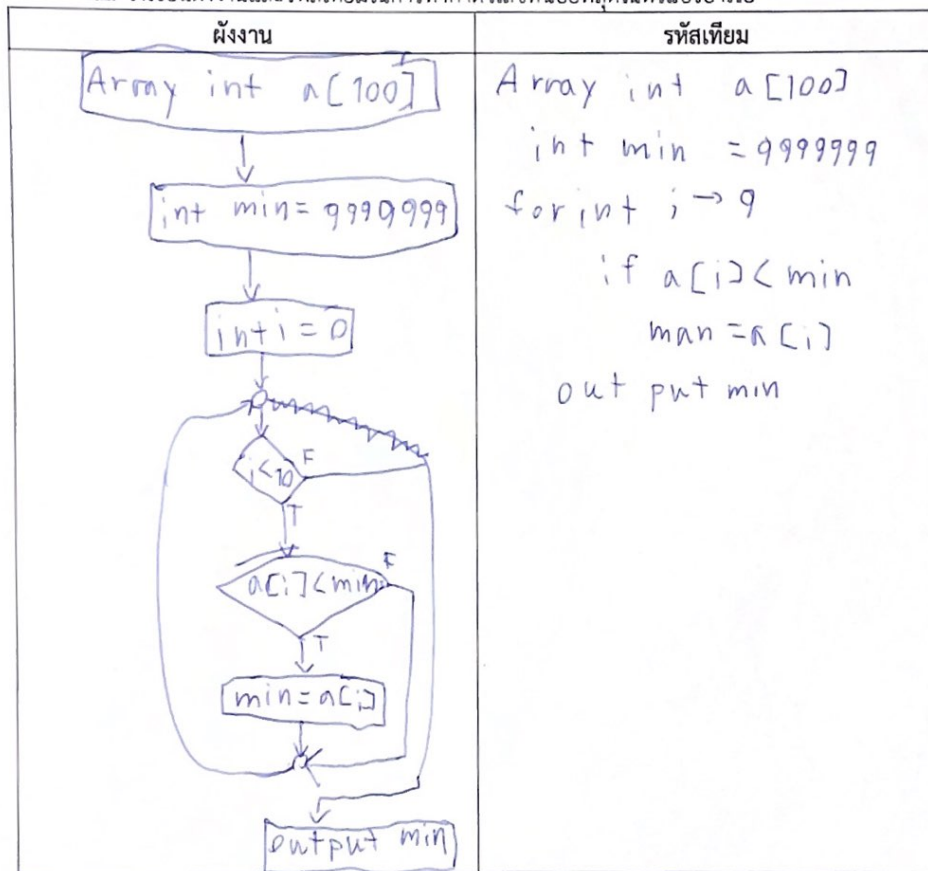 ผังงาน
รหัสเทียม
Array int a[100]
int min = 9999999
int i = 0
i<10
F
T
a[i]<min
F
T
min = a[i]
output min
Array int a[100]
int min = 9999999
for int i → 9
if a[i] < min
man = a[i]
out put min